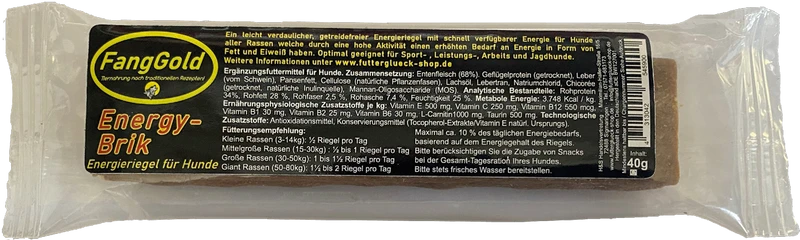 FangGold
Tiernahrung nach traditionellen Rezepten!
Energy-
Brik
Energieriegel für Hunde
Ein leicht verdaulicher, getreidefreier Energieriegel mit schnell verfügbarer Energie für Hunde
aller Rassen welche durch eine hohe Aktivität einen erhöhten Bedarf an Energie in Form von
Fett und Eiweiß haben. Optimal geeignet für Sport- , Leistungs-, Arbeits und Jagdhunde.
Weitere Informationen unter www.futterglueck-shop.de
Ergänzungsfuttermittel für Hunde. Zusammensetzung: Entenfleisch (68%). Geflügelprotein (getrocknet), Leber
(vom Schwein), Pansenfett, Cellulose (natürliche Pflanzenfasern), Lachsöl, Lebertran, Natriumchlorid, Chiconree
(getrocknet, natürliche Inulinquelle), Mannan-Oligosaccharide (MOS). Analytische Bestandteile: Rohprotein
34%, Rohfett 28 %, Rohfaser 2,5 %, Rohasche 7,4 %, Feuchtigkeit 25 %. Metabole Energie: 3.748 Kcal / kg
Ernährungsphysiologische Zusatzstoffe je kg: Vitamin E 500 mg, Vitamin C 250 mg, Vitamin B12 550 mg
Vitamin B1 30 mg, Vitamin B2 25 mg, Vitamin B6 30 mg, L-Carnitin1000 mg, Taurin 500 mg. Technologische
Zusatzstoffe: Antioxidationsmittel, Konservierungsmittel (Tocopherol-Extrakte/Vitamin E natürl. Ursprungs).
Fütterungsempfehlung:
Kleine Rassen (3-14kg): ½ Riegel pro Tag
Mittelgroße Rassen (15-30kg) : ½ bis 1 Riegel pro Tag
Große Rassen (30-50kg): 1 bis 1½ Riegel pro Tag
Giant Rassen (50-80kg): 1½ bis 2 Riegel pro Tag
Maximal ca. 10 % des täglichen Energiebedarfs,
basierend auf dem Energiegehalt des Riegels.
Bitte berücksichtigen Sie die Zugabe von Snacks
bei der Gesamt-Tagesration Ihres Hundes.
Bitte stets frisches Wasser bereitstellen.
Inhalt:
40g